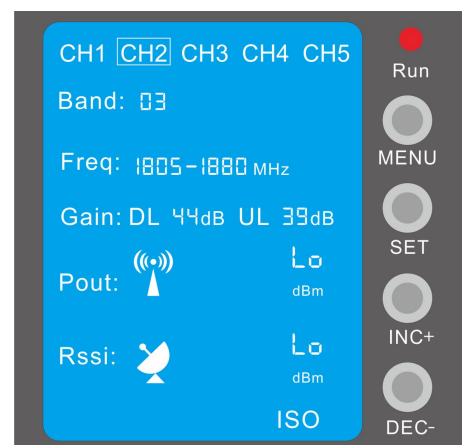 CH1 CH2 CH3 CH4 CH5
Run
Band: 03
MENU
Freq: 1805-1880 MHz
Gain: DL 44dB UL 39dB
SET
Pout:
Lo
dBm
INC+
Rssi:
Lo
dBm
ISO
DEC-